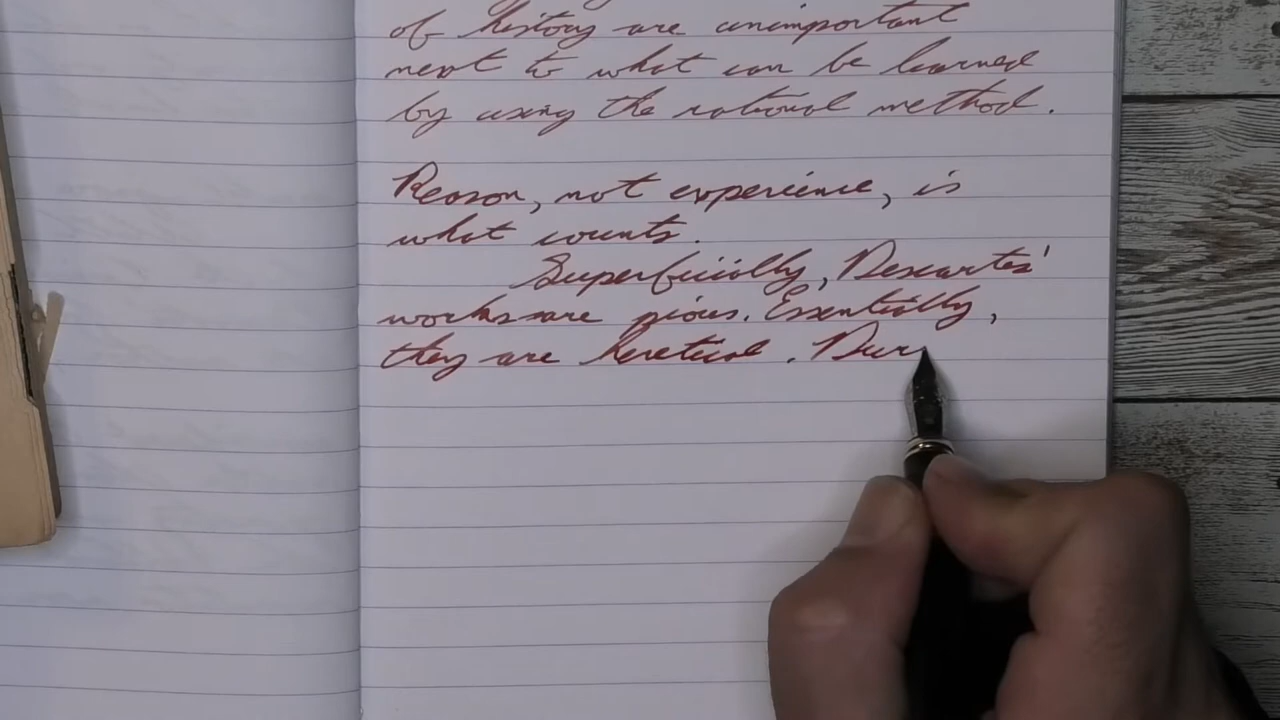 of history are unimportant
next to what can be learned
by using the rational method.
Reason, not experience, is
what counts.
Superficially, Descartes'
works are pious. Essentially,
they are heretical. Dur